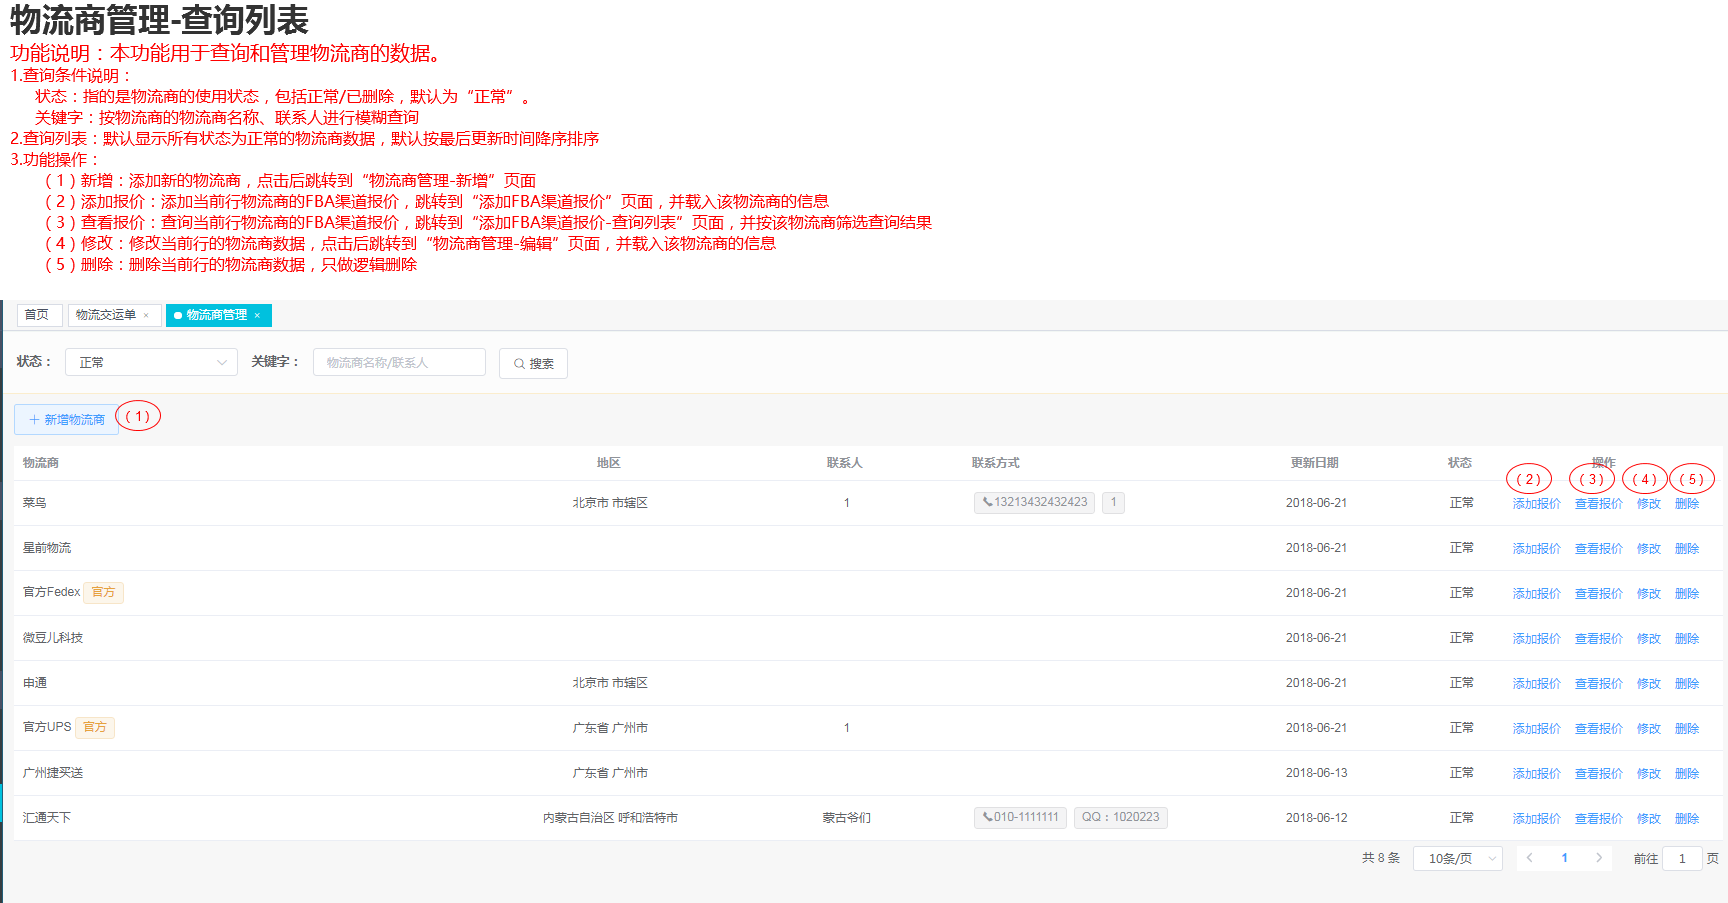 物流商管理-查询列表
功能说明：本功能用于查询和管理物流商的数据。
1.查询条件说明：
状态：指的是物流商的使用状态，包括正常/已删除，默认为“正常”。
关键字：按物流商的物流商名称、联系人进行模糊查询
2.查询列表：默认显示所有状态为正常的物流商数据，默认按最后更新时间降序排序
3.功能操作：
（1）新增：添加新的物流商，点击后跳转到“物流商管理-新增”页面
（2）添加报价：添加当前行物流商的FBA渠道报价，跳转到“添加FBA渠道报价”页面，并载入该物流商的信息
（3）查看报价：查询当前行物流商的FBA渠道报价，跳转到“添加FBA渠道报价-查询列表”页面，并按该物流商筛选查询结果
（4）修改：修改当前行的物流商数据，点击后跳转到“物流商管理-编辑”页面，并载入该物流商的信息
（5）删除：删除当前行的物流商数据，只做逻辑删除
首页 物流交运单 × 物流商管理 ×
状态： 正常 关键字： 物流商名称/联系人 搜索
+ 新增物流商 （1）
物流商 地区 联系人 联系方式 更新日期 状态 操作
（2） （3） （4） （5）
菜鸟 北京市 市辖区 1 13213432432423 1 2018-06-21 正常 添加报价 查看报价 修改 删除
星前物流 2018-06-21 正常 添加报价 查看报价 修改 删除
官方Fedex 官方 2018-06-21 正常 添加报价 查看报价 修改 删除
微豆儿科技 2018-06-21 正常 添加报价 查看报价 修改 删除
申通 北京市 市辖区 2018-06-21 正常 添加报价 查看报价 修改 删除
官方UPS 官方 广东省 广州市 1 2018-06-21 正常 添加报价 查看报价 修改 删除
广州捷买送 广东省 广州市 2018-06-13 正常 添加报价 查看报价 修改 删除
汇通天下 内蒙古自治区 呼和浩特市 蒙古爷们 010-1111111 QQ：1020223 2018-06-12 正常 添加报价 查看报价 修改 删除
共 8 条 10条/页 < 1 > 前往 1 页